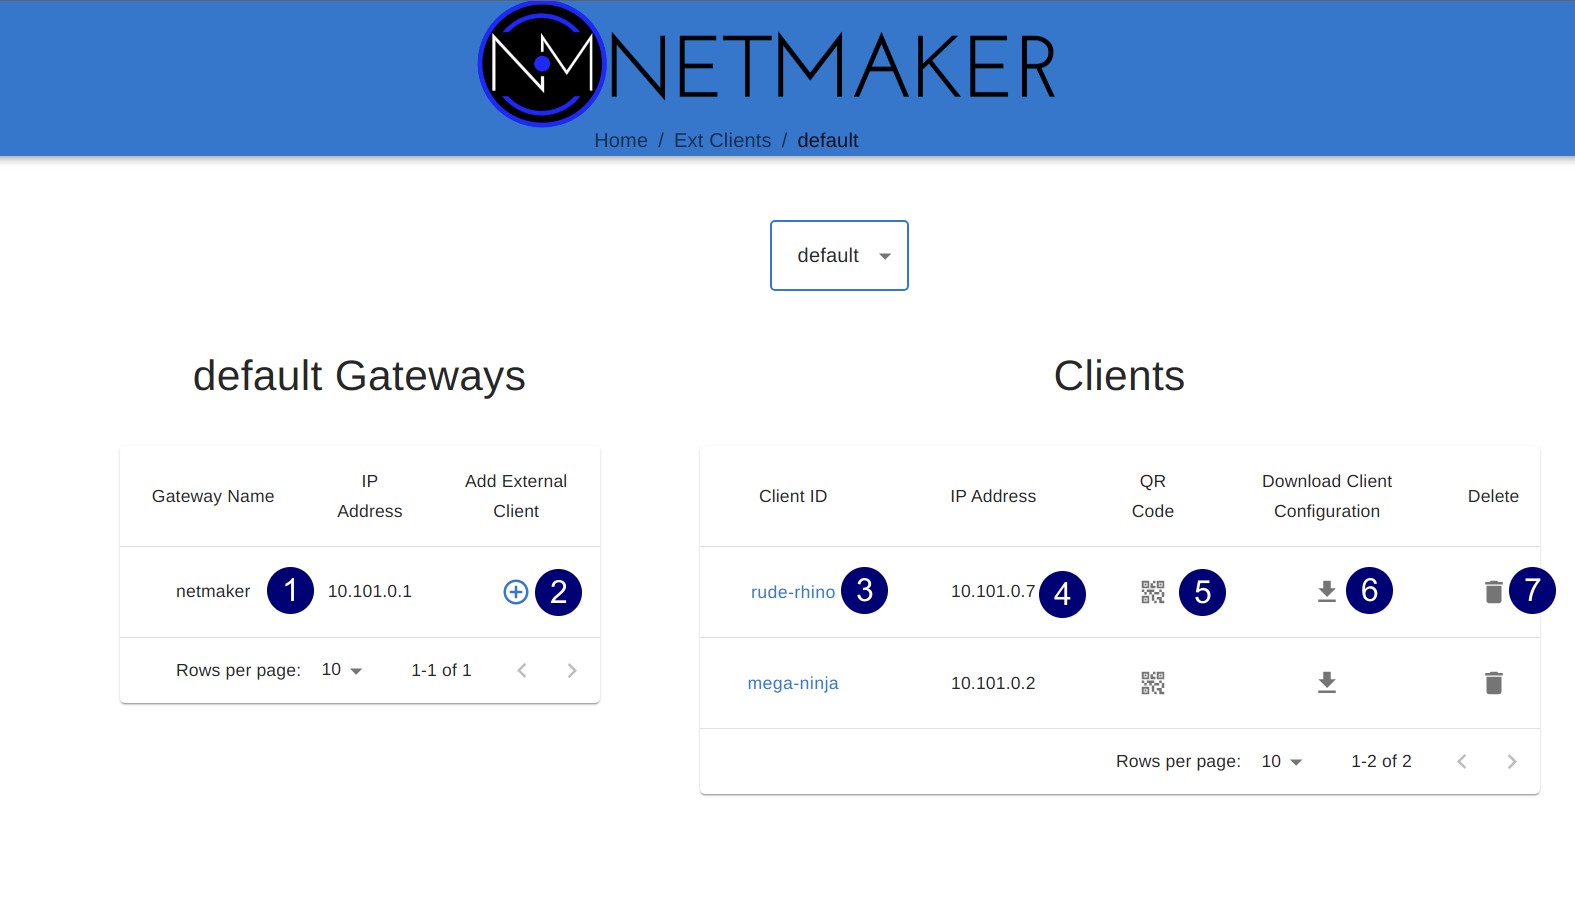 NM NETMAKER
Home / Ext Clients / default
default
default Gateways
Gateway Name IP Address Add External Client
netmaker 1 10.101.0.1 2
Rows per page: 10 1-1 of 1
Clients
Client ID IP Address QR Code Download Client Configuration Delete
rude-rhino 3 10.101.0.7 4 5 6 7
mega-ninja 10.101.0.2
Rows per page: 10 1-2 of 2